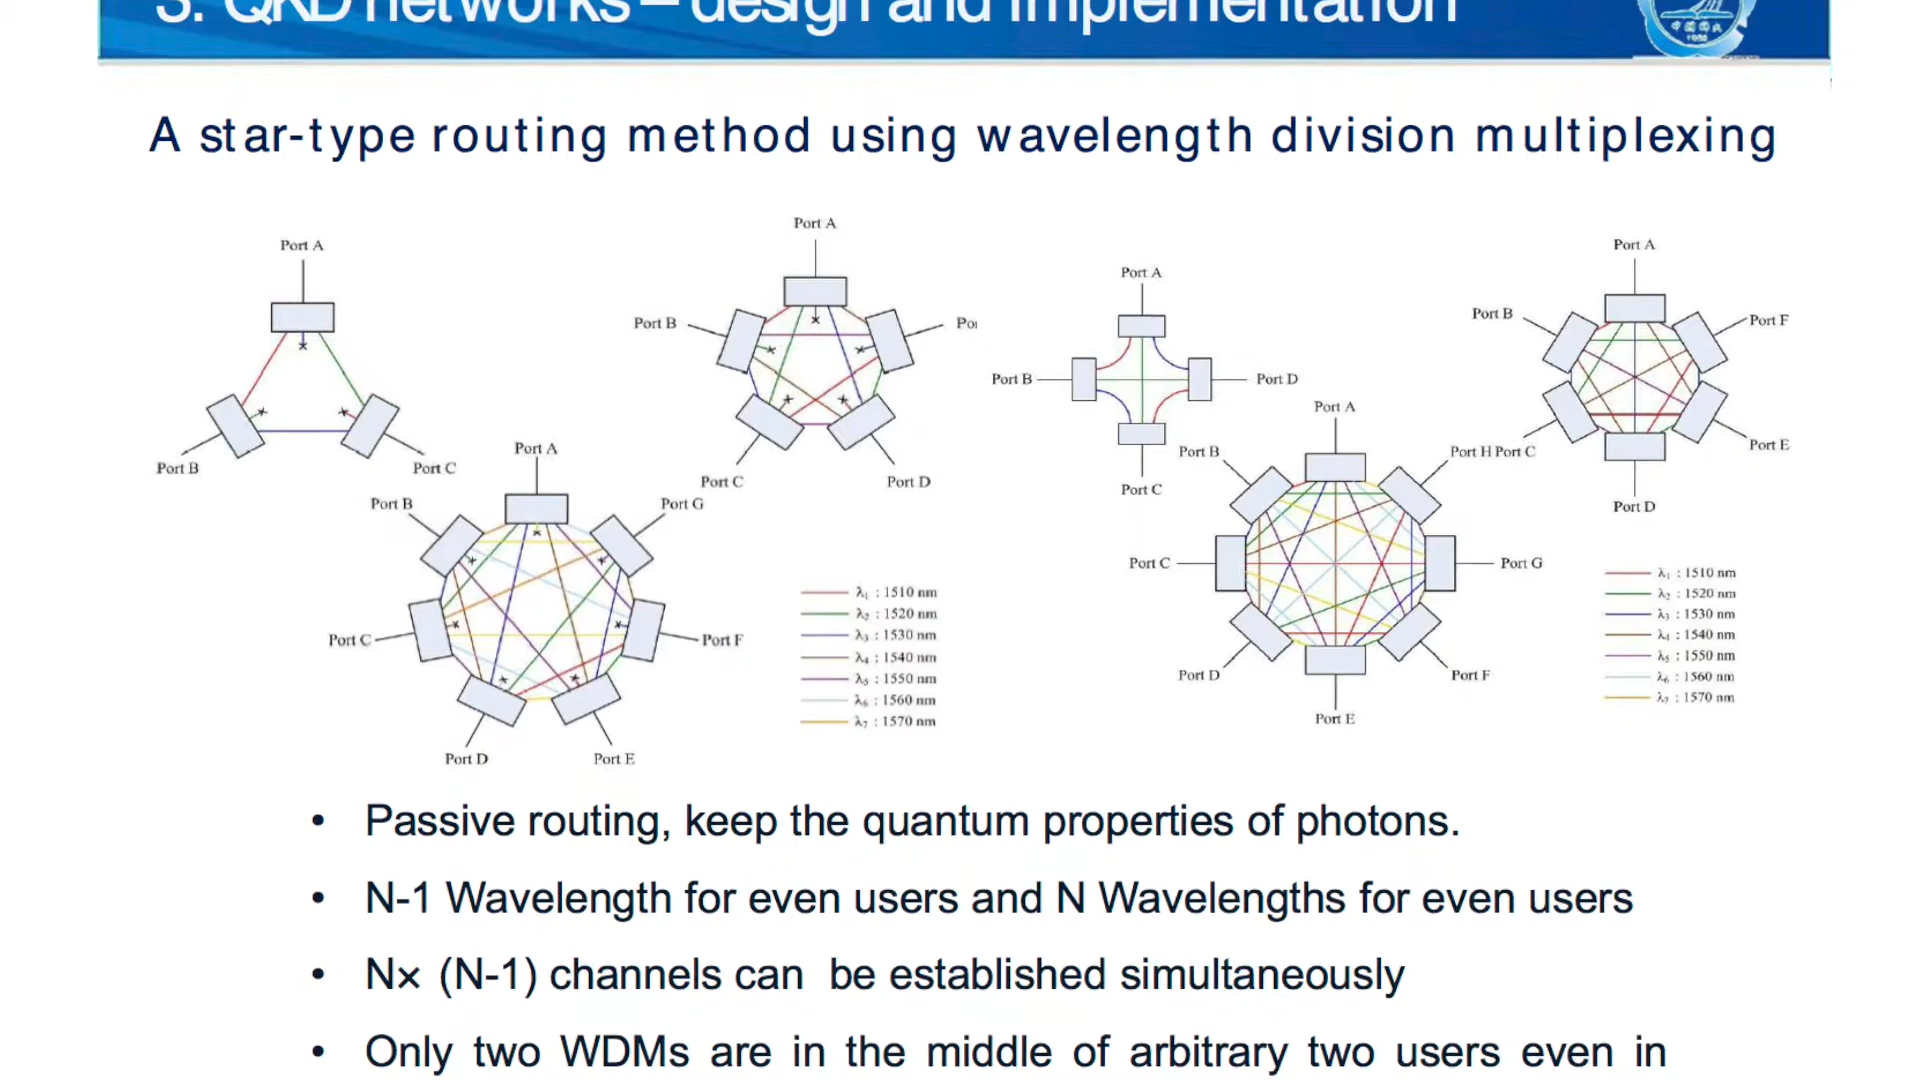 3. QKD networks – design and implementation
中国科大
1958
A star-type routing method using wavelength division multiplexing
Port A
Port B
Port C
Port A
Port B
Port C
Port D
Port A
Port B
Port C
Port D
Port E
Port F
Port G
λ₁ : 1510 nm
λ₂ : 1520 nm
λ₃ : 1530 nm
λ₄ : 1540 nm
λ₅ : 1550 nm
λ₆ : 1560 nm
λ₇ : 1570 nm
Port A
Port B
Port D
Port C
Port A
Port B
Port F
Port C
Port E
Port D
Port A
Port B
Port H
Port C
Port G
Port D
Port F
Port E
λ₁ : 1510 nm
λ₂ : 1520 nm
λ₃ : 1530 nm
λ₄ : 1540 nm
λ₅ : 1550 nm
λ₆ : 1560 nm
λ₇ : 1570 nm
• Passive routing, keep the quantum properties of photons.
• N-1 Wavelength for even users and N Wavelengths for even users
• N× (N-1) channels can be established simultaneously
• Only two WDMs are in the middle of arbitrary two users even in